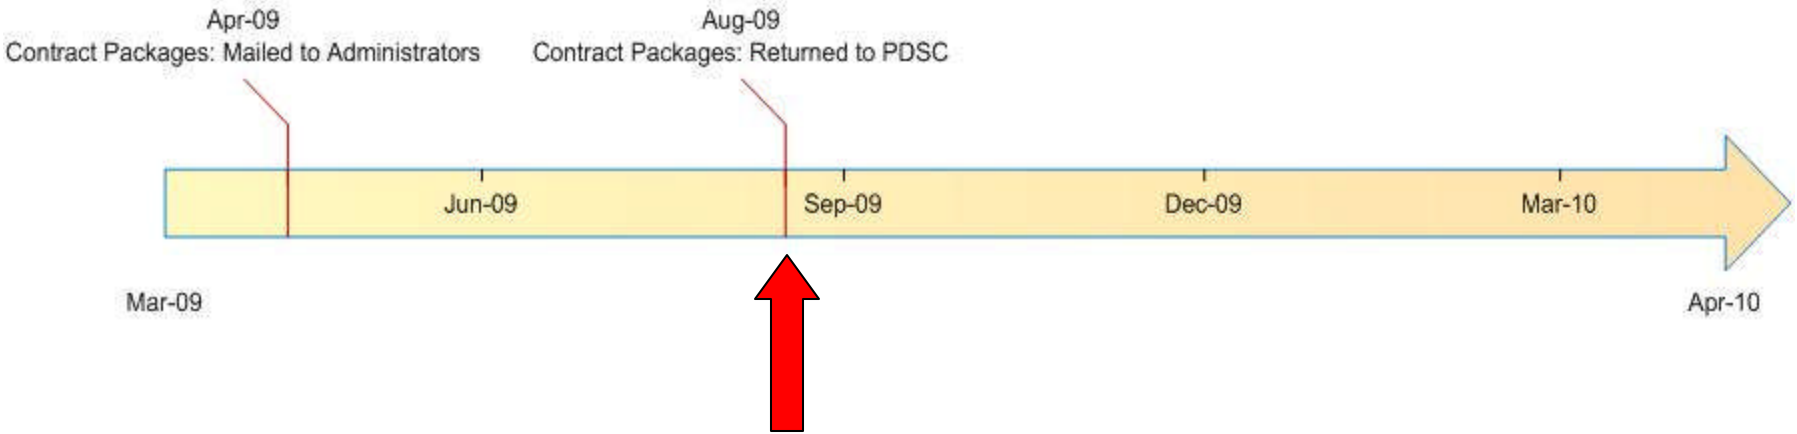 Apr-09
Contract Packages: Mailed to Administrators
Aug-09
Contract Packages: Returned to PDSC
Jun-09
Sep-09
Dec-09
Mar-10
Mar-09
Apr-10